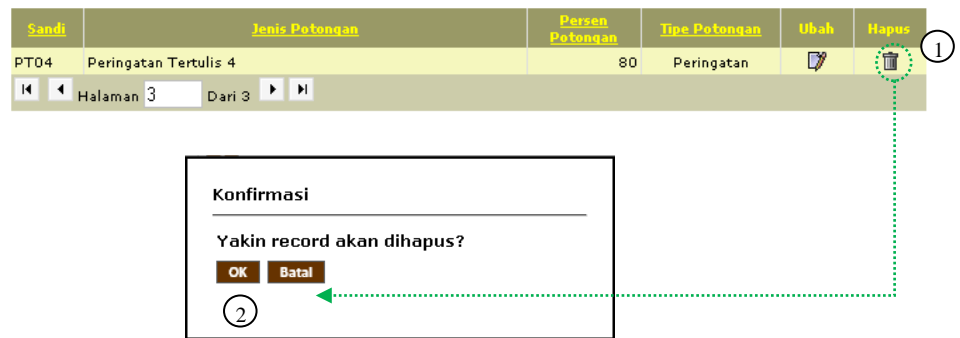 Sandi Jenis Potongan Persen Potongan Tipe Potongan Ubah Hapus
1
PT04 Peringatan Tertulis 4 80 Peringatan
Halaman 3 Dari 3
Konfirmasi
Yakin record akan dihapus?
OK Batal
2